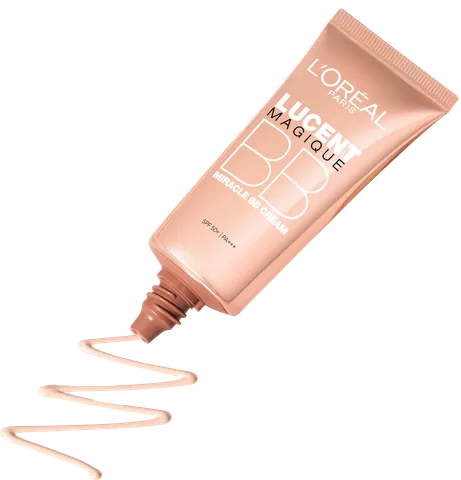 L'ORÉAL
PARIS
LUCENT
MAGIQUE
BB
MIRACLE BB CREAM
SPF 50+ | PA+++